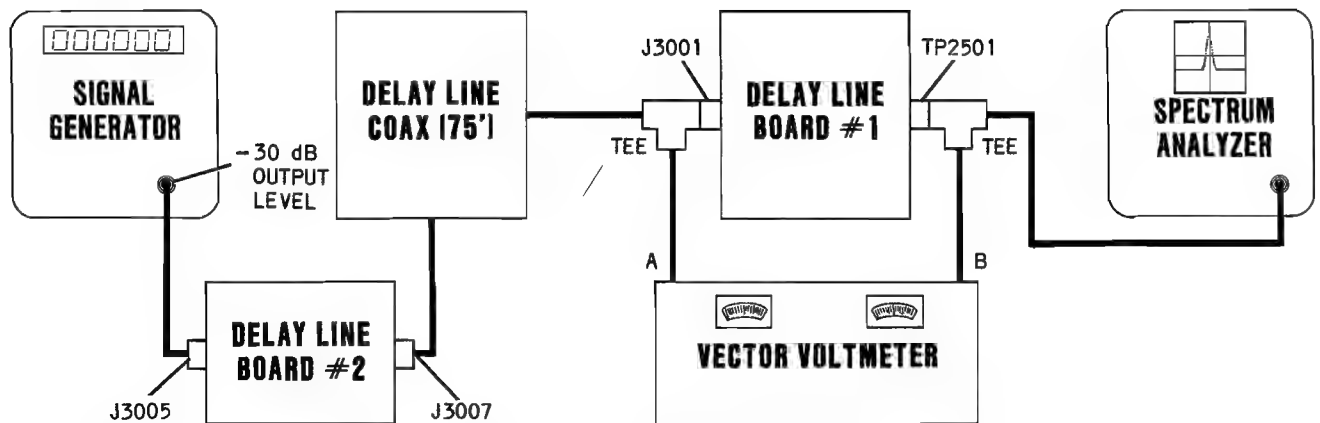 000000
SIGNAL
GENERATOR
-30 dB
OUTPUT
LEVEL
DELAY LINE
COAX (75')
J3001
TEE
DELAY LINE
BOARD #1
TP2501
TEE
SPECTRUM
ANALYZER
A
B
DELAY LINE
BOARD #2
J3005
J3007
VECTOR VOLTMETER